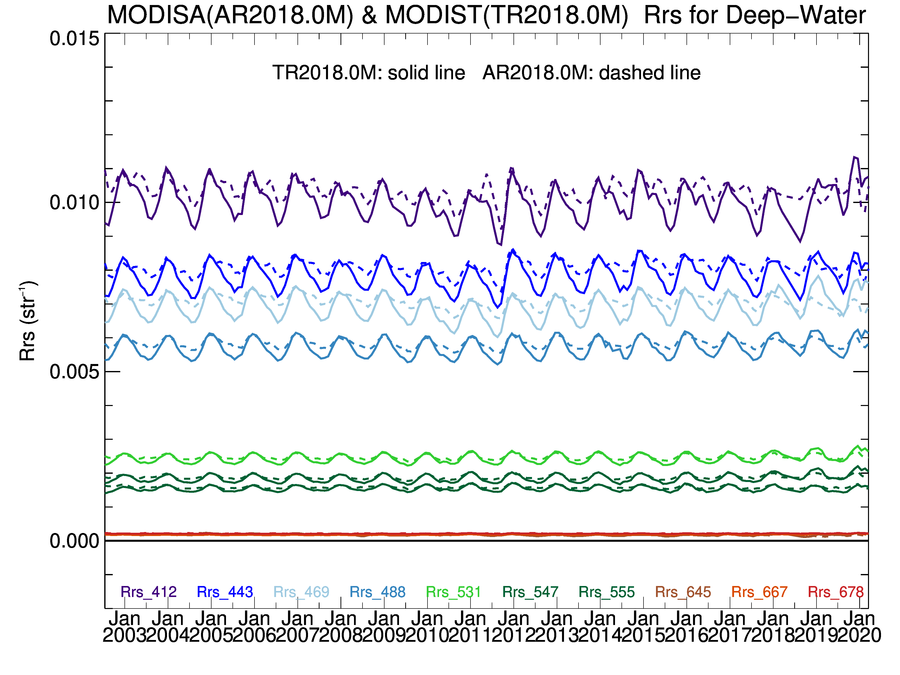 MODISA(AR2018.0M) & MODIST(TR2018.0M)  Rrs for Deep−Water
TR2018.0M: solid line   AR2018.0M: dashed line
0.015
0.010
0.005
0.000
Rrs (str⁻¹)
Rrs_412 Rrs_443 Rrs_469 Rrs_488 Rrs_531 Rrs_547 Rrs_555 Rrs_645 Rrs_667 Rrs_678
Jan Jan Jan Jan Jan Jan Jan Jan Jan Jan Jan Jan Jan Jan Jan Jan Jan Jan
2003 2004 2005 2006 2007 2008 2009 2010 2011 2012 2013 2014 2015 2016 2017 2018 2019 2020